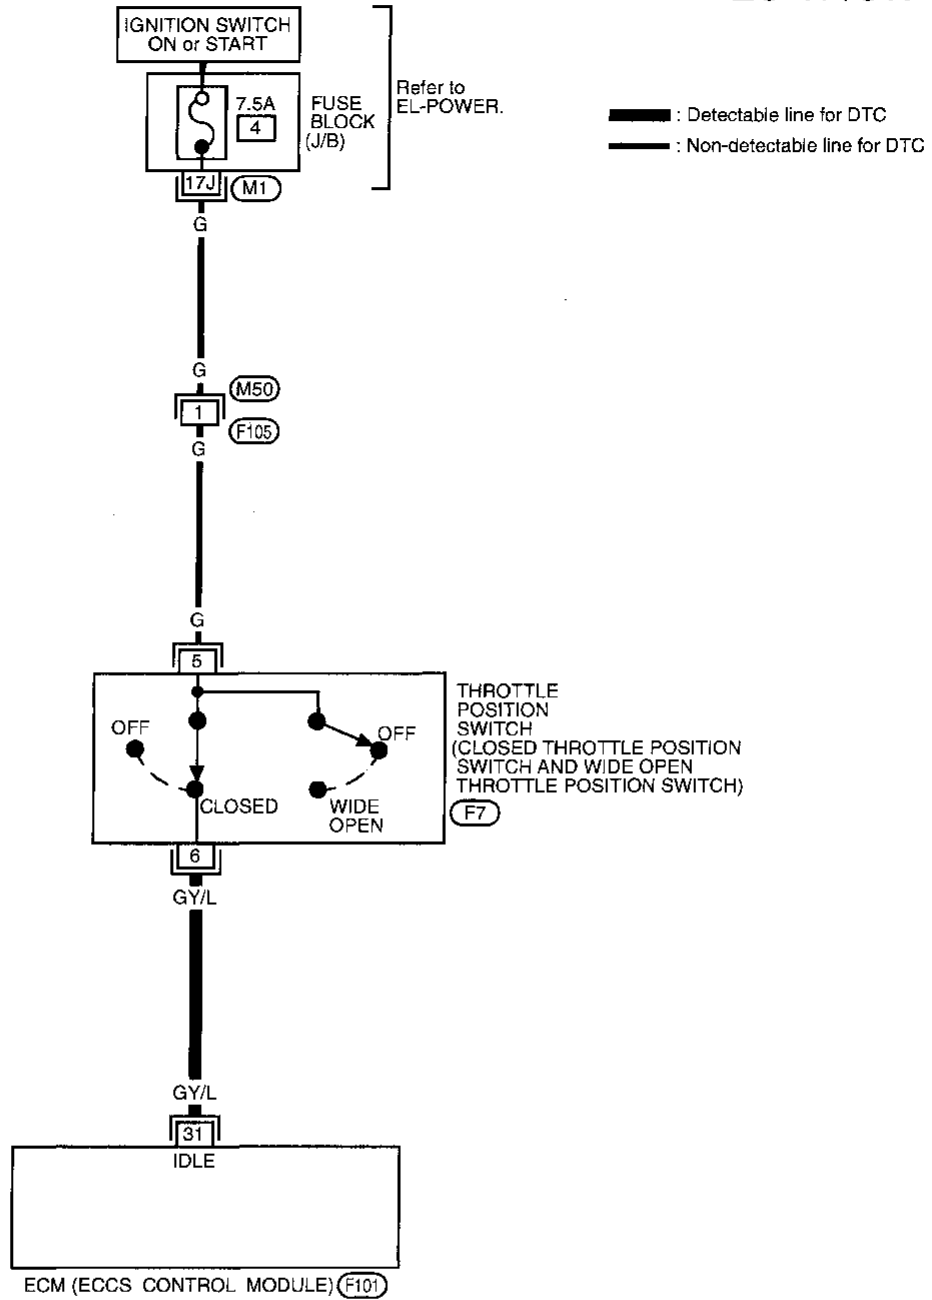 IGNITION SWITCH
ON or START
7.5A
4
FUSE
BLOCK
(J/B)
Refer to
EL-POWER.
17J
M1
: Detectable line for DTC
: Non-detectable line for DTC
G
G
M50
1
F105
G
G
5
THROTTLE
POSITION
SWITCH
(CLOSED THROTTLE POSITION
SWITCH AND WIDE OPEN
THROTTLE POSITION SWITCH)
F7
OFF
OFF
CLOSED
WIDE
OPEN
6
GY/L
GY/L
31
IDLE
ECM (ECCS CONTROL MODULE)
F101